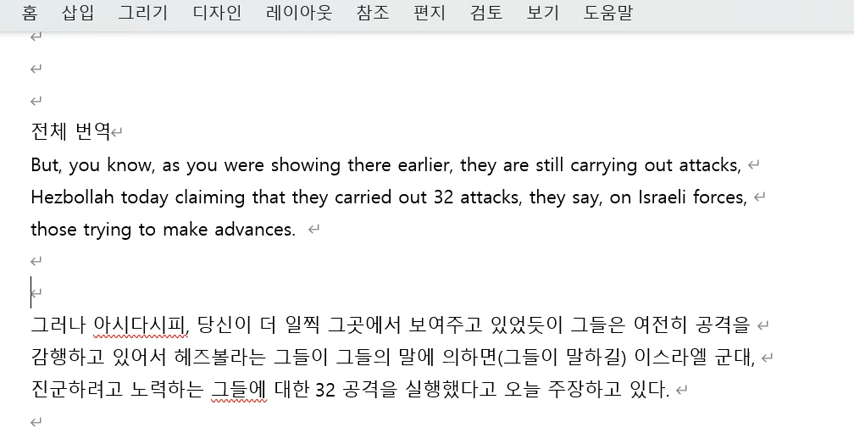 홈 삽입 그리기 디자인 레이아웃 참조 편지 검토 보기 도움말
전체 번역
But, you know, as you were showing there earlier, they are still carrying out attacks,
Hezbollah today claiming that they carried out 32 attacks, they say, on Israeli forces,
those trying to make advances.
그러나 아시다시피, 당신이 더 일찍 그곳에서 보여주고 있었듯이 그들은 여전히 공격을
감행하고 있어서 헤즈볼라는 그들이 그들의 말에 의하면(그들이 말하길) 이스라엘 군대,
진군하려고 노력하는 그들에 대한 32 공격을 실행했다고 오늘 주장하고 있다.